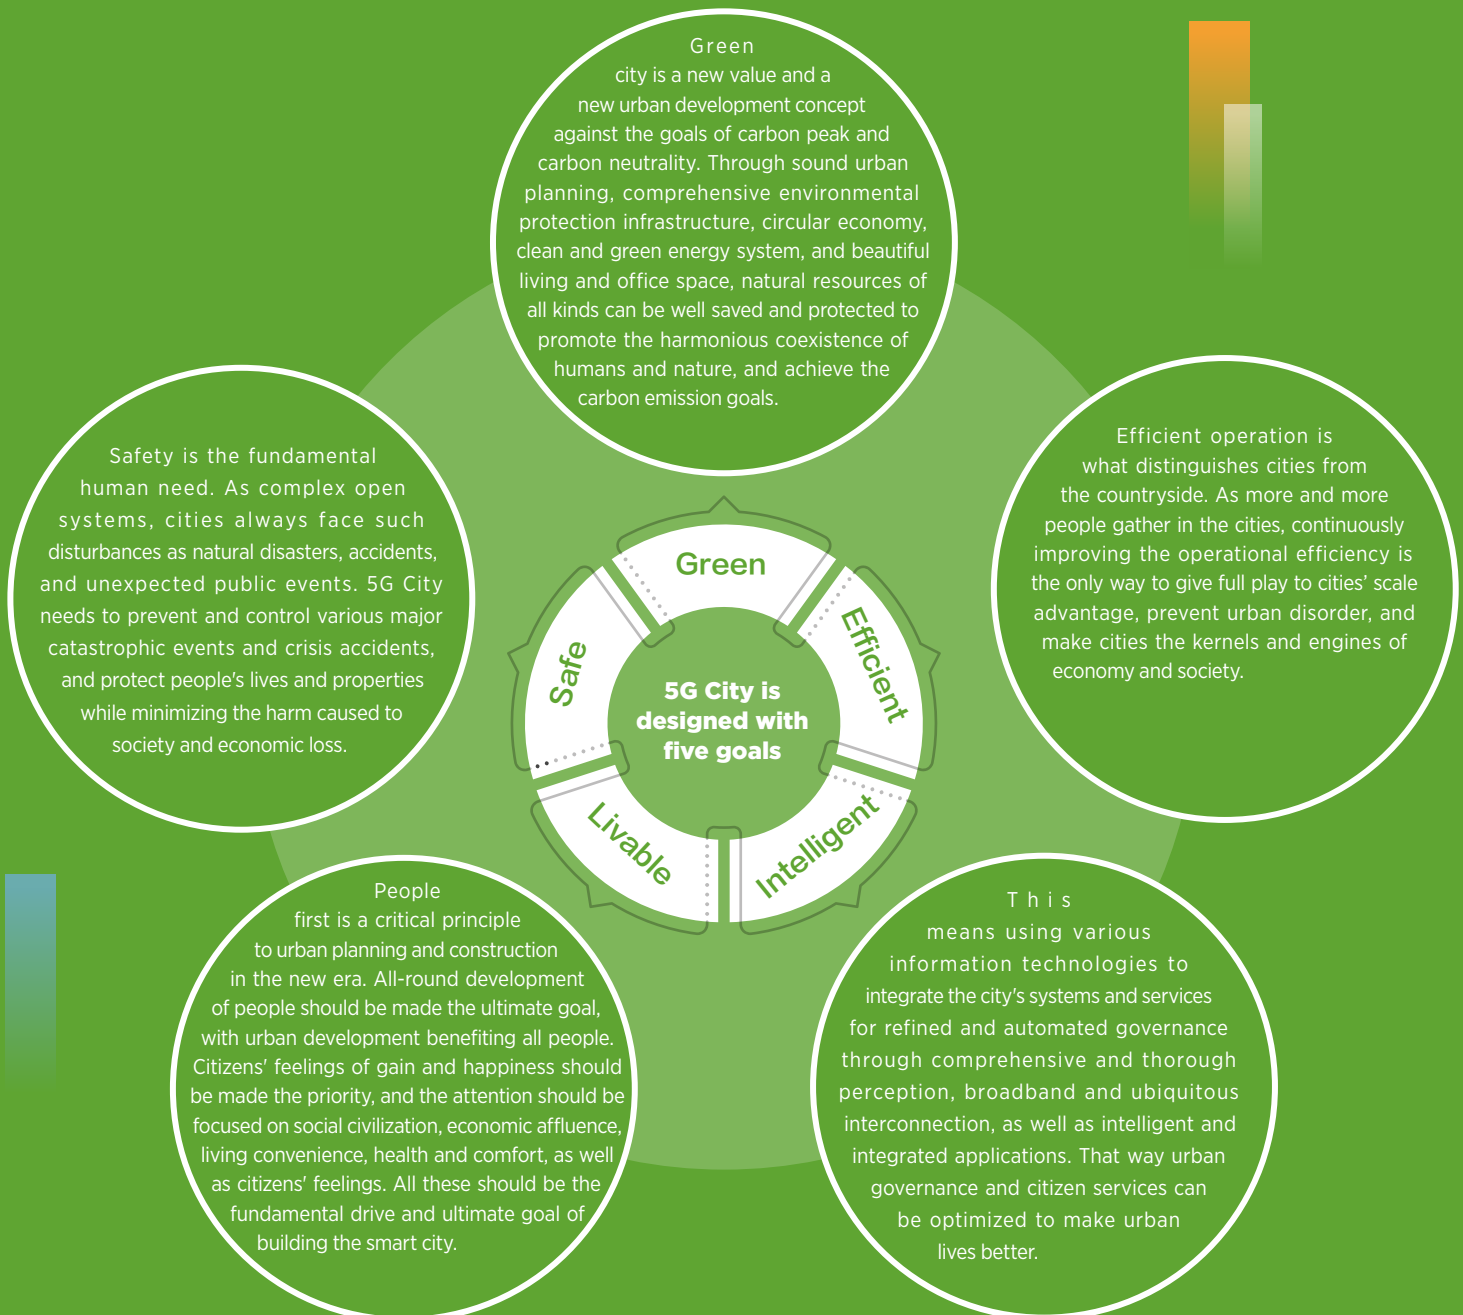 Green
city is a new value and a
new urban development concept
against the goals of carbon peak and
carbon neutrality. Through sound urban
planning, comprehensive environmental
protection infrastructure, circular economy,
clean and green energy system, and beautiful
living and office space, natural resources of
all kinds can be well saved and protected to
promote the harmonious coexistence of
humans and nature, and achieve the
carbon emission goals.
Safety is the fundamental
human need. As complex open
systems, cities always face such
disturbances as natural disasters, accidents,
and unexpected public events. 5G City
needs to prevent and control various major
catastrophic events and crisis accidents,
and protect people's lives and properties
while minimizing the harm caused to
society and economic loss.
Efficient operation is
what distinguishes cities from
the countryside. As more and more
people gather in the cities, continuously
improving the operational efficiency is
the only way to give full play to cities’ scale
advantage, prevent urban disorder, and
make cities the kernels and engines of
economy and society.
Green
Efficient
Safe
5G City is
designed with
five goals
Livable
Intelligent
People
first is a critical principle
to urban planning and construction
in the new era. All-round development
of people should be made the ultimate goal,
with urban development benefiting all people.
Citizens' feelings of gain and happiness should
be made the priority, and the attention should be
focused on social civilization, economic affluence,
living convenience, health and comfort, as well
as citizens' feelings. All these should be the
fundamental drive and ultimate goal of
building the smart city.
This
means using various
information technologies to
integrate the city's systems and services
for refined and automated governance
through comprehensive and thorough
perception, broadband and ubiquitous
interconnection, as well as intelligent and
integrated applications. That way urban
governance and citizen services can
be optimized to make urban
lives better.